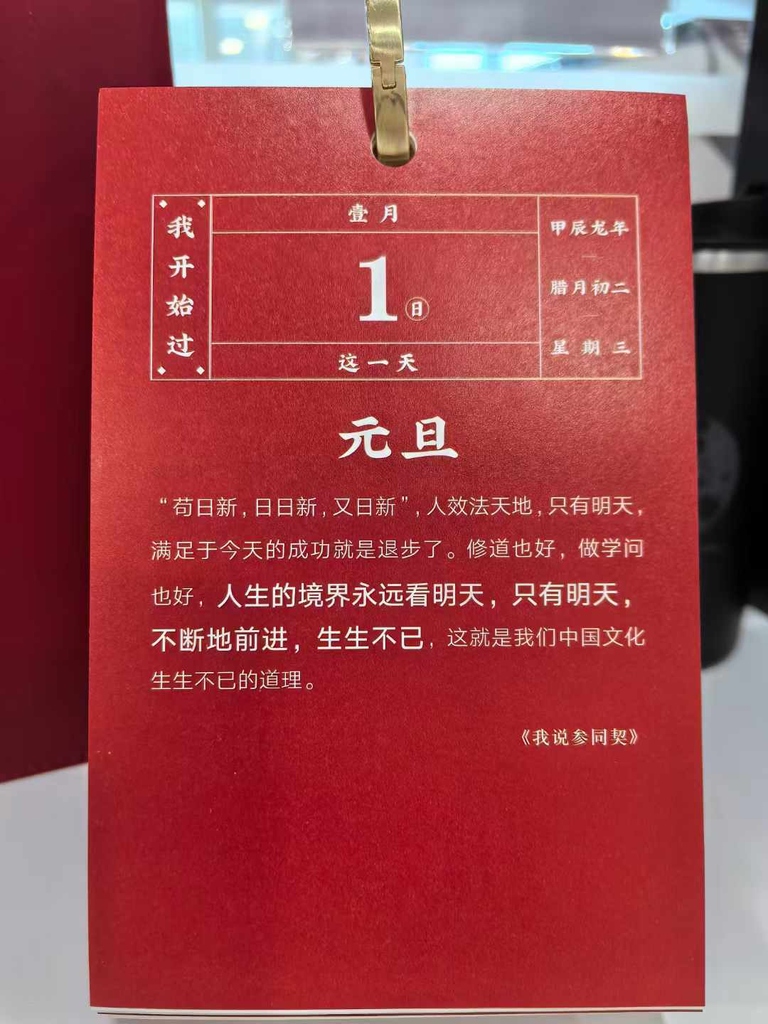 我开始过
壹月
1日
这一天
甲辰龙年
腊月初二
星期三
元旦
“苟日新，日日新，又日新”，人效法天地，只有明天，
满足于今天的成功就是退步了。修道也好，做学问
也好，人生的境界永远看明天，只有明天，
不断地前进，生生不已，这就是我们中国文化
生生不已的道理。
《我说参同契》